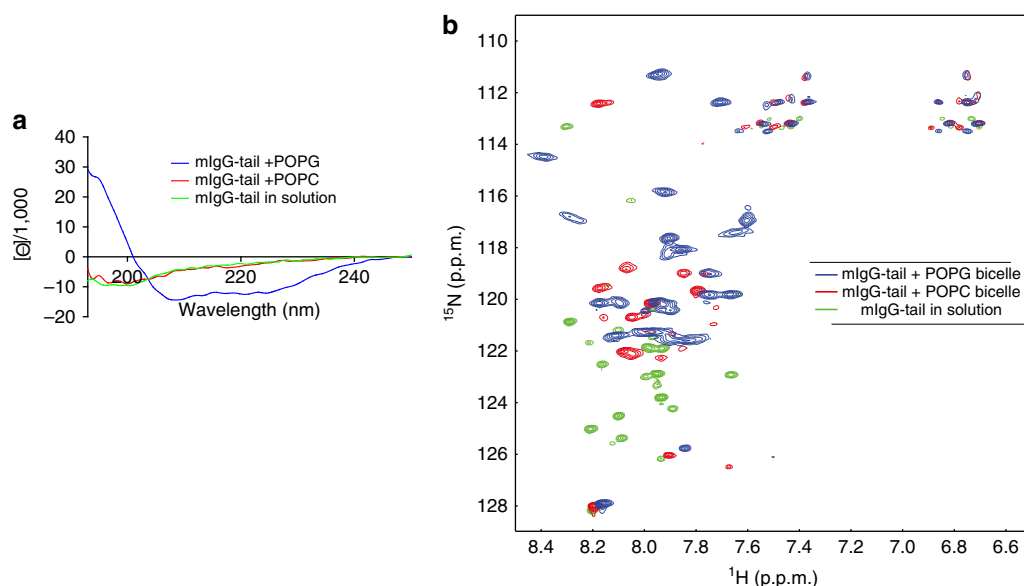 a
40
30
20
10
0
−10
−20
[Θ]/1,000
mIgG-tail +POPG
mIgG-tail +POPC
mIgG-tail in solution
200
220
240
Wavelength (nm)
b
110
112
114
116
118
120
122
124
126
128
15N (p.p.m.)
mIgG-tail + POPG bicelle
mIgG-tail + POPC bicelle
mIgG-tail in solution
8.4 8.2 8.0 7.8 7.6 7.4 7.2 7.0 6.8 6.6
1H (p.p.m.)